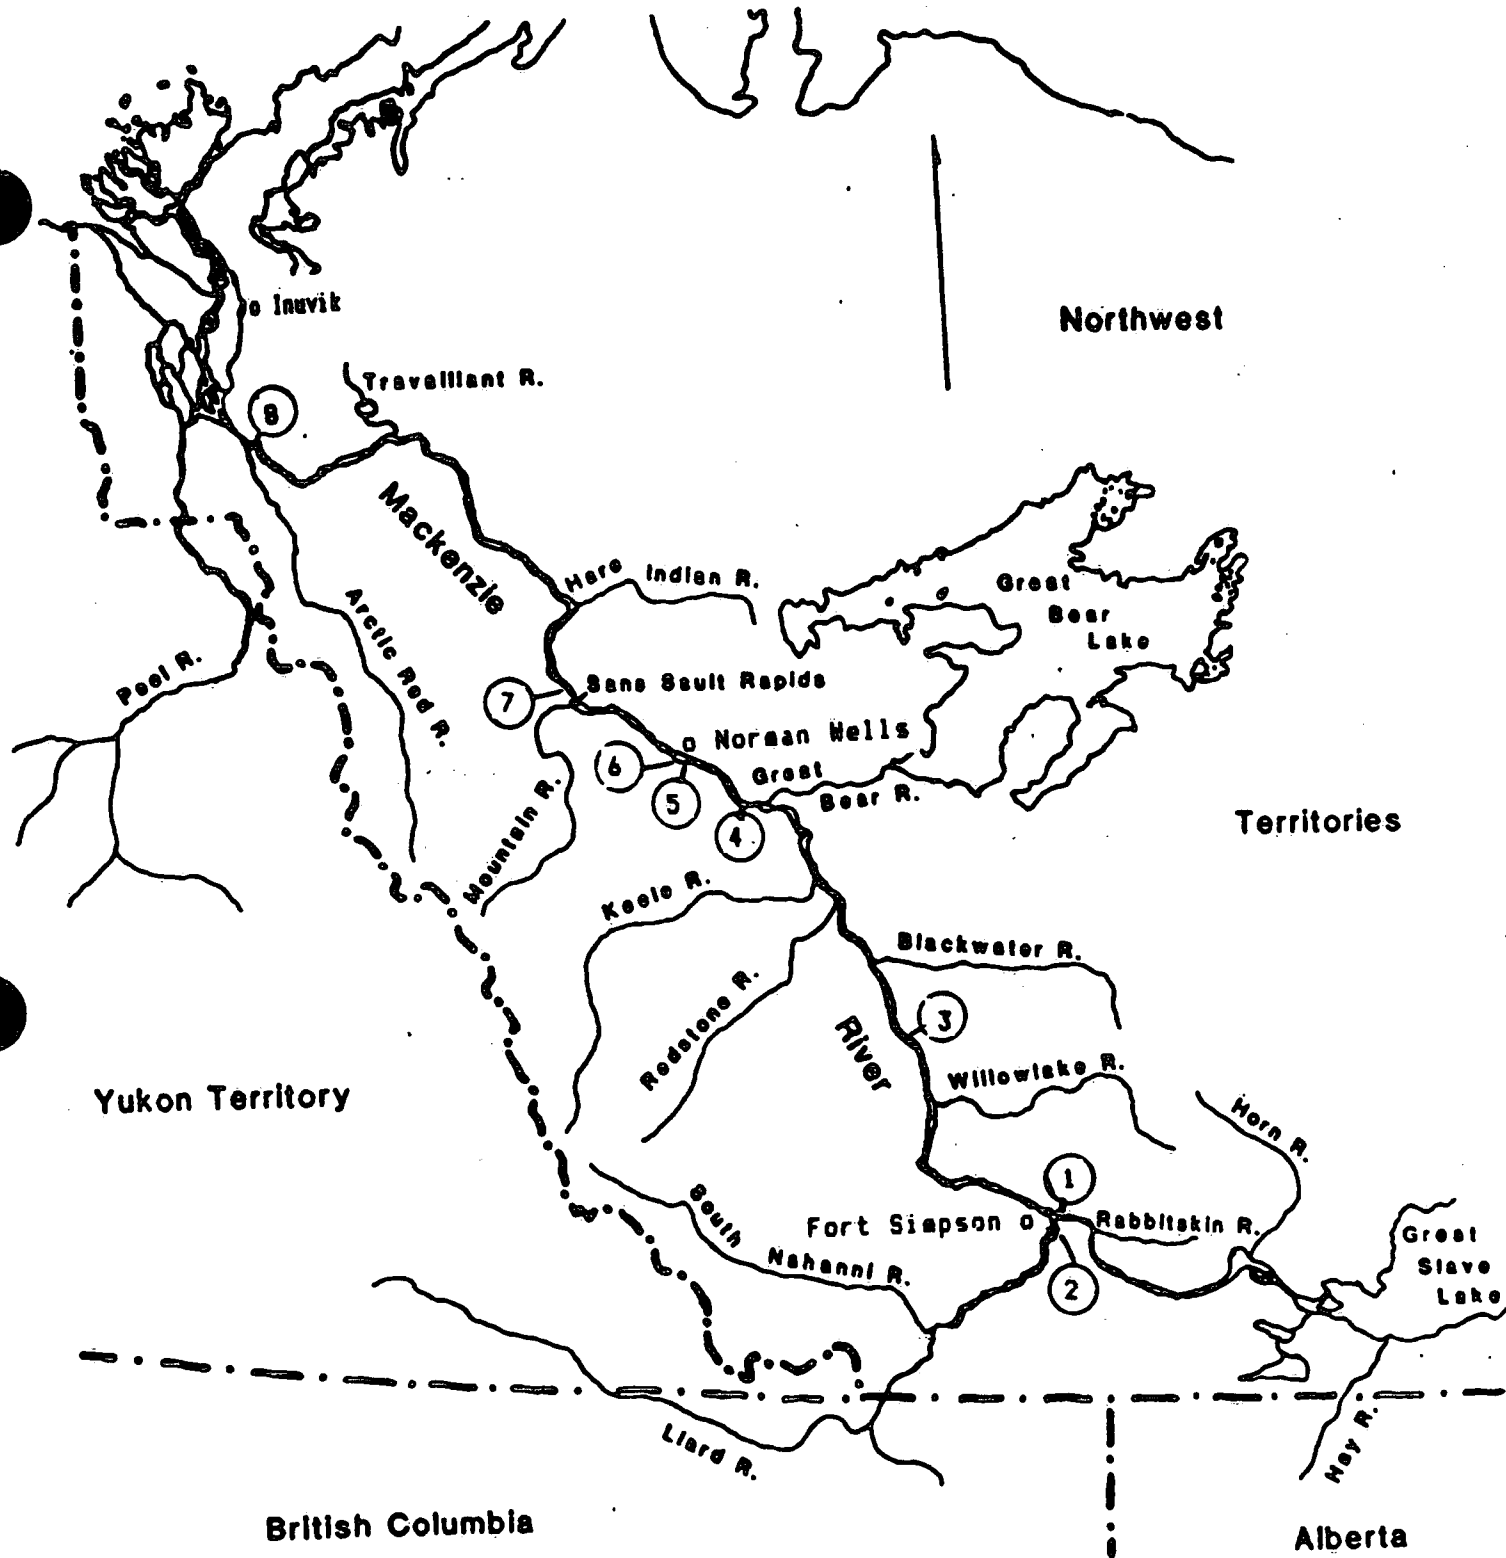 Inuvik
Northwest
Travaillant R.
8
Mackenzie
Hare Indian R.
Great
Bear
Lake
Arctic Red R.
Peel R.
Sans Sault Rapids
7
Norman Wells
6
Great
Bear R.
5
4
Territories
Mountain R.
Keele R.
Blackwater R.
Redstone R.
3
River
Willowlake R.
Yukon Territory
Horn R.
1
South
Nahanni R.
Fort Simpson
Rabbitskin R.
Great
Slave
Lake
2
Liard R.
Hay R.
British Columbia
Alberta